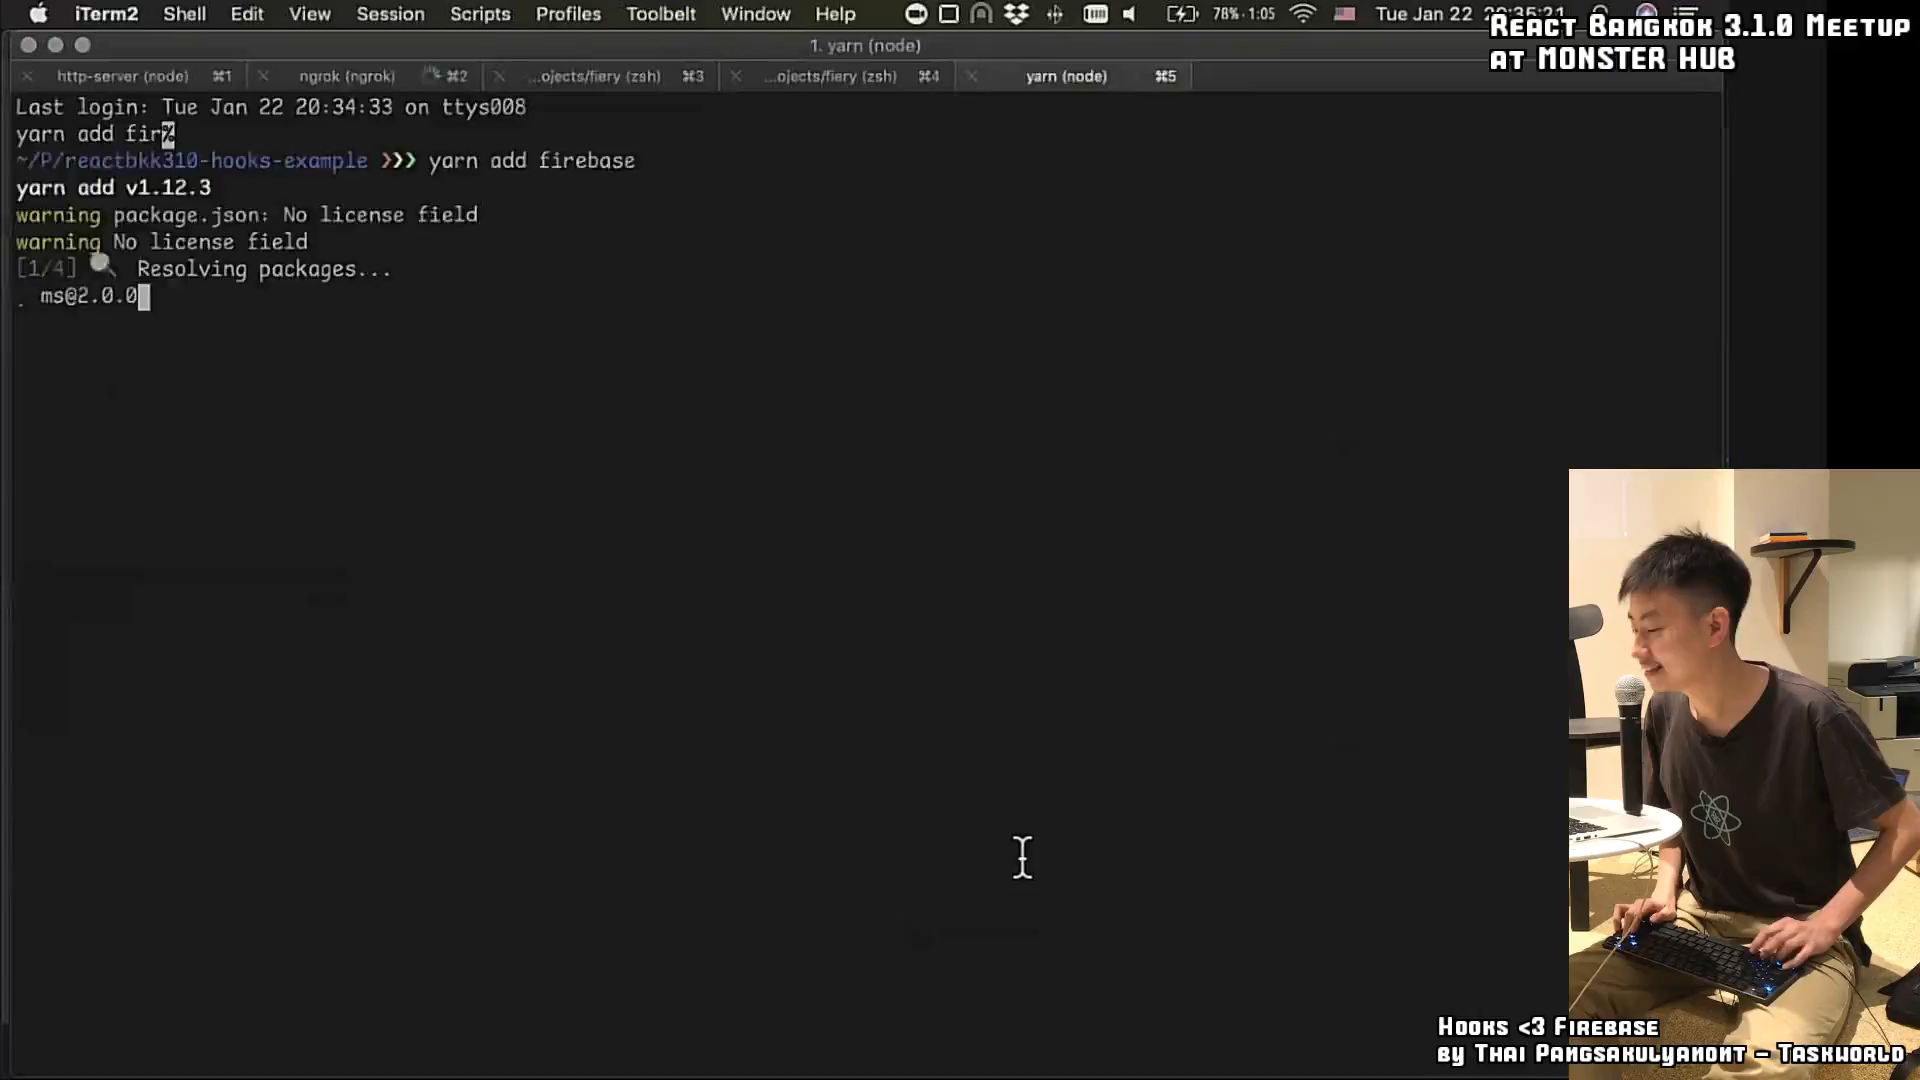 iTerm2 Shell Edit View Session Scripts Profiles Toolbelt Window Help 78% · 1:05 Tue Jan 22 20:35:21
React Bangkok 3.1.0 Meetup
at MONSTER HUB
1. yarn (node)
http-server (node) ⌘1 ngrok (ngrok) ⌘2 ...ojects/fiery (zsh) ⌘3 ...ojects/fiery (zsh) ⌘4 yarn (node) ⌘5
Last login: Tue Jan 22 20:34:33 on ttys008
yarn add fir%
~/P/reactbkk310-hooks-example ❯❯❯ yarn add firebase
yarn add v1.12.3
warning package.json: No license field
warning No license field
[1/4] 🔍 Resolving packages...
. ms@2.0.0
Hooks <3 Firebase
by Thai Pangsakulyanont – Taskworld